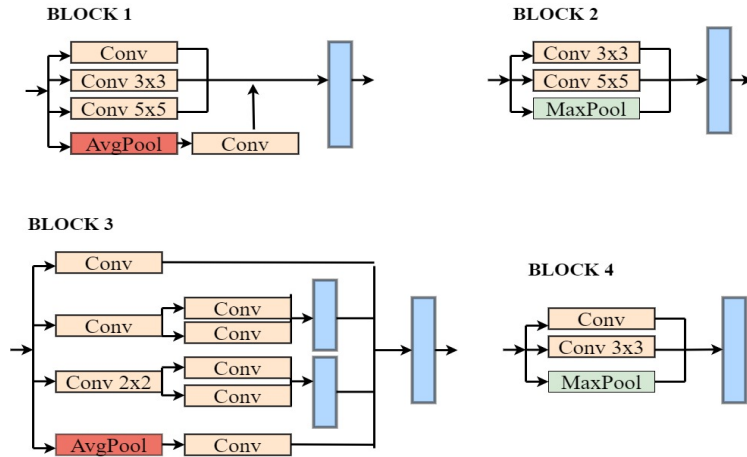 BLOCK 1
Conv
Conv 3x3
Conv 5x5
AvgPool
Conv
BLOCK 2
Conv 3x3
Conv 5x5
MaxPool
BLOCK 3
Conv
Conv
Conv
Conv
Conv 2x2
Conv
Conv
AvgPool
Conv
BLOCK 4
Conv
Conv 3x3
MaxPool